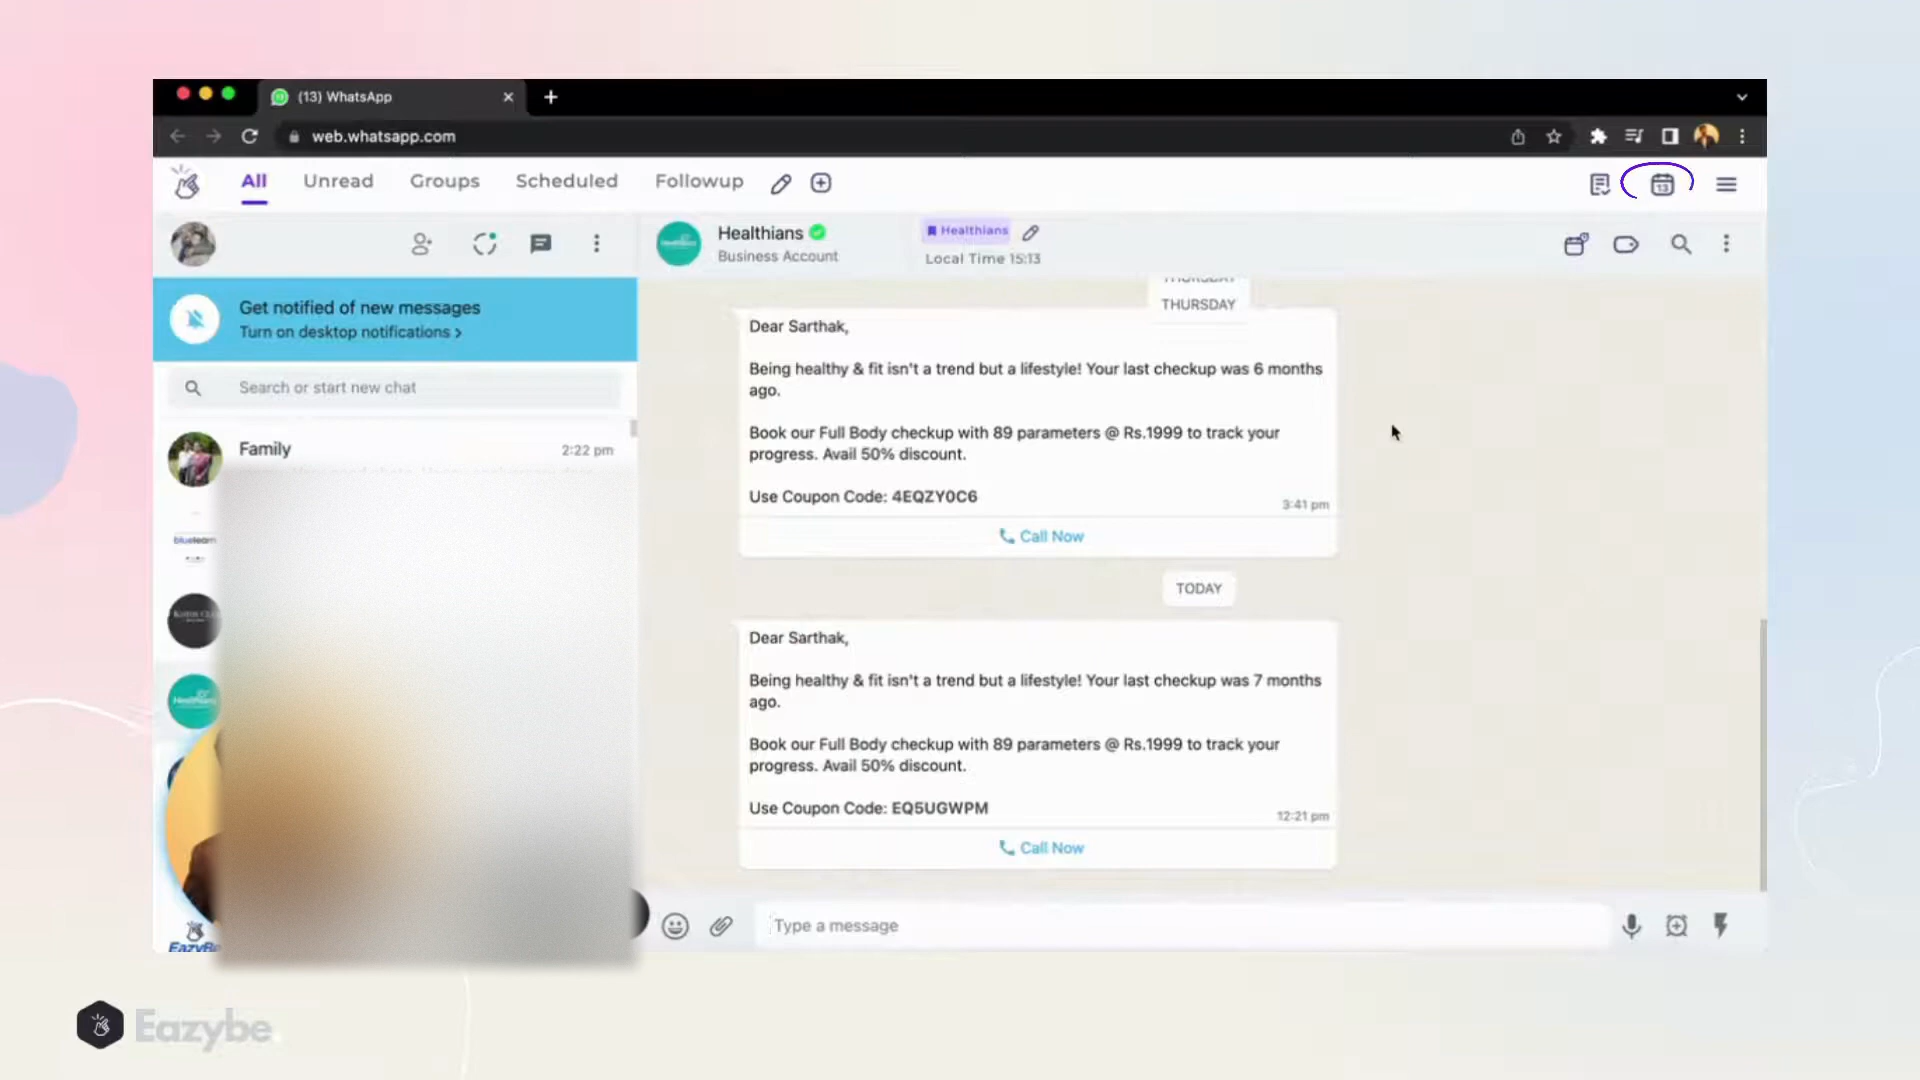 (13) WhatsApp
web.whatsapp.com
All Unread Groups Scheduled Followup
13
Healthians
Business Account
Healthians
Local Time 15:13
Get notified of new messages
Turn on desktop notifications >
Search or start new chat
Family 2:22 pm
bluelearn
Healthians
EazyBe
THURSDAY
THURSDAY
Dear Sarthak,
Being healthy & fit isn't a trend but a lifestyle! Your last checkup was 6 months
ago.
Book our Full Body checkup with 89 parameters @ Rs.1999 to track your
progress. Avail 50% discount.
Use Coupon Code: 4EQZY0C6
3:41 pm
Call Now
TODAY
Dear Sarthak,
Being healthy & fit isn't a trend but a lifestyle! Your last checkup was 7 months
ago.
Book our Full Body checkup with 89 parameters @ Rs.1999 to track your
progress. Avail 50% discount.
Use Coupon Code: EQ5UGWPM
12:21 pm
Call Now
Type a message
Eazybe